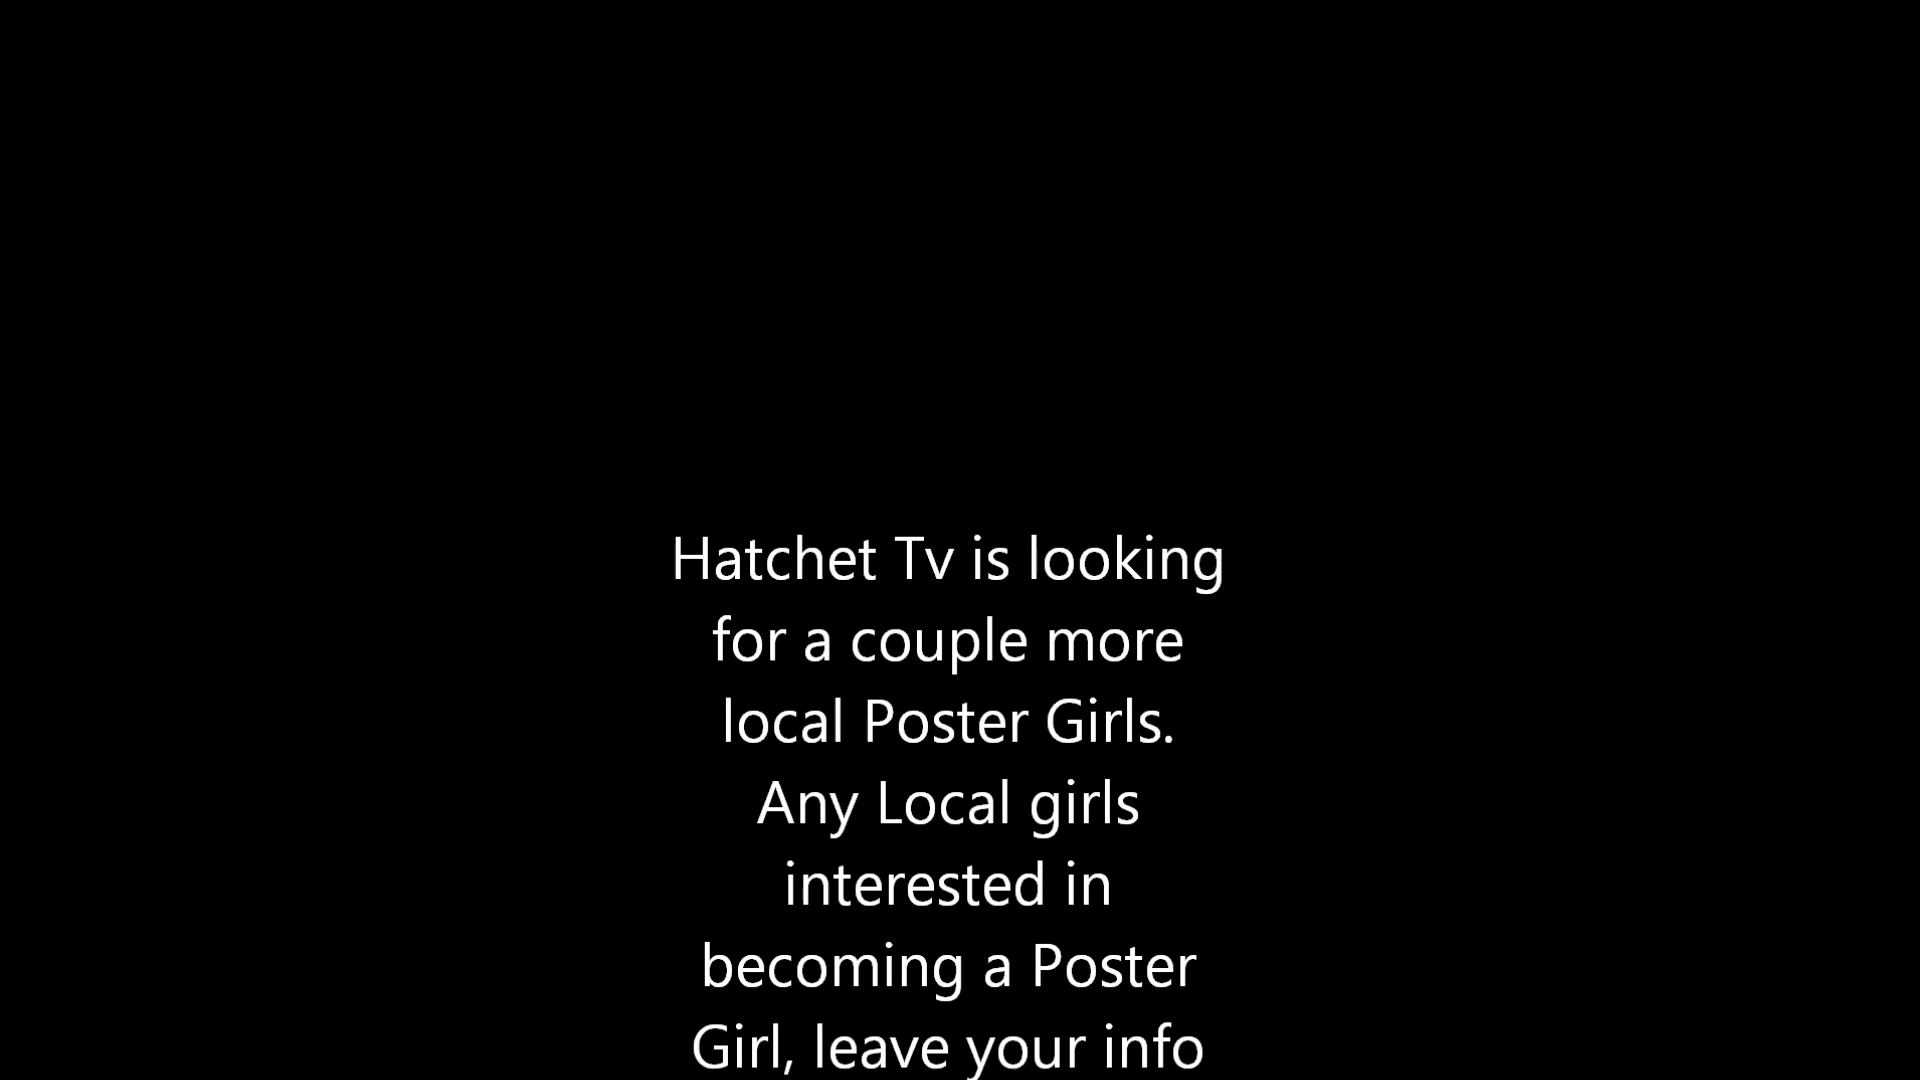 Hatchet Tv is looking
for a couple more
local Poster Girls.
Any Local girls
interested in
becoming a Poster
Girl, leave your info